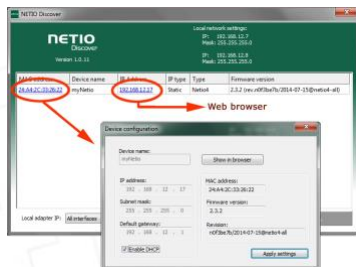 NETIO Discover
NETIO
Discover
Version 1.0.11
Local network settings:
IP: 192.168.12.7
Mask: 255.255.255.0
IP: 192.168.12.8
Mask: 255.255.255.0
MAC address Device name IP Address IP type Type Firmware version
24:A4:2C:33:26:22 myNetio 192.168.12.17 Static Netio4 2.3.2 (rev.n0f3be7b/2014-07-15@netio4-all)
Web browser
Device configuration
Device name:
myNetio
Show in browser
IP address:
192 . 168 . 12 . 17
MAC address:
24:A4:2C:33:26:22
Subnet mask:
255 . 255 . 255 . 0
Firmware version:
2.3.2
Default gateway:
192 . 168 . 12 . 1
Revision:
n0f3be7b/2014-07-15@netio4-all
Enable DHCP
Apply settings
Local adapter IP: All interfaces